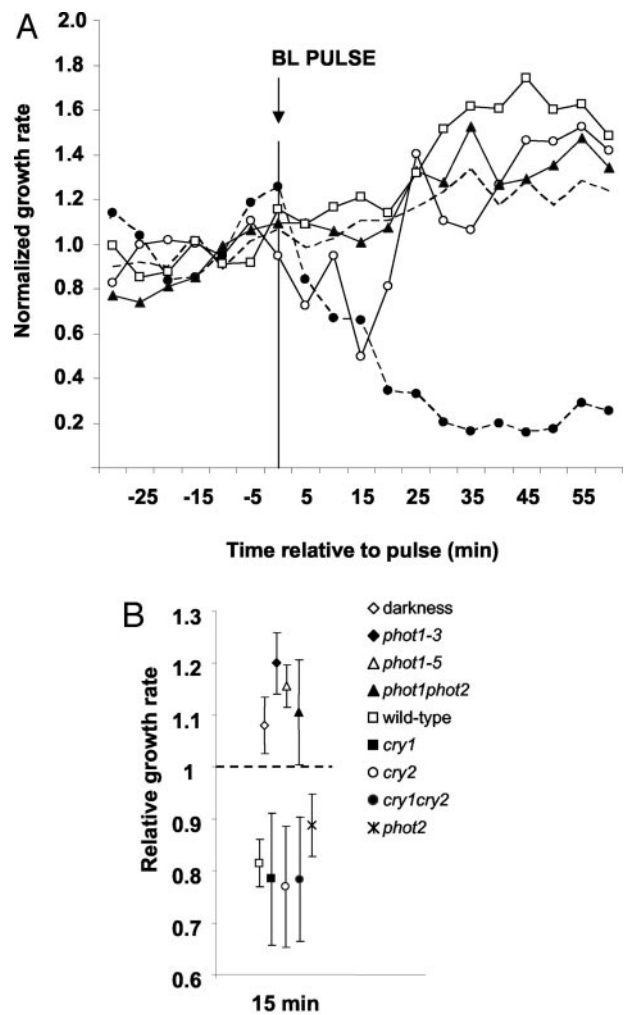 A
BL PULSE
Normalized growth rate
2.0
1.8
1.6
1.4
1.2
1.0
0.8
0.6
0.4
0.2
-25 -15 -5 5 15 25 35 45 55
Time relative to pulse (min)
B
Relative growth rate
1.3
1.2
1.1
1
0.9
0.8
0.7
0.6
15 min
darkness
phot1-3
phot1-5
phot1phot2
wild-type
cry1
cry2
cry1cry2
phot2